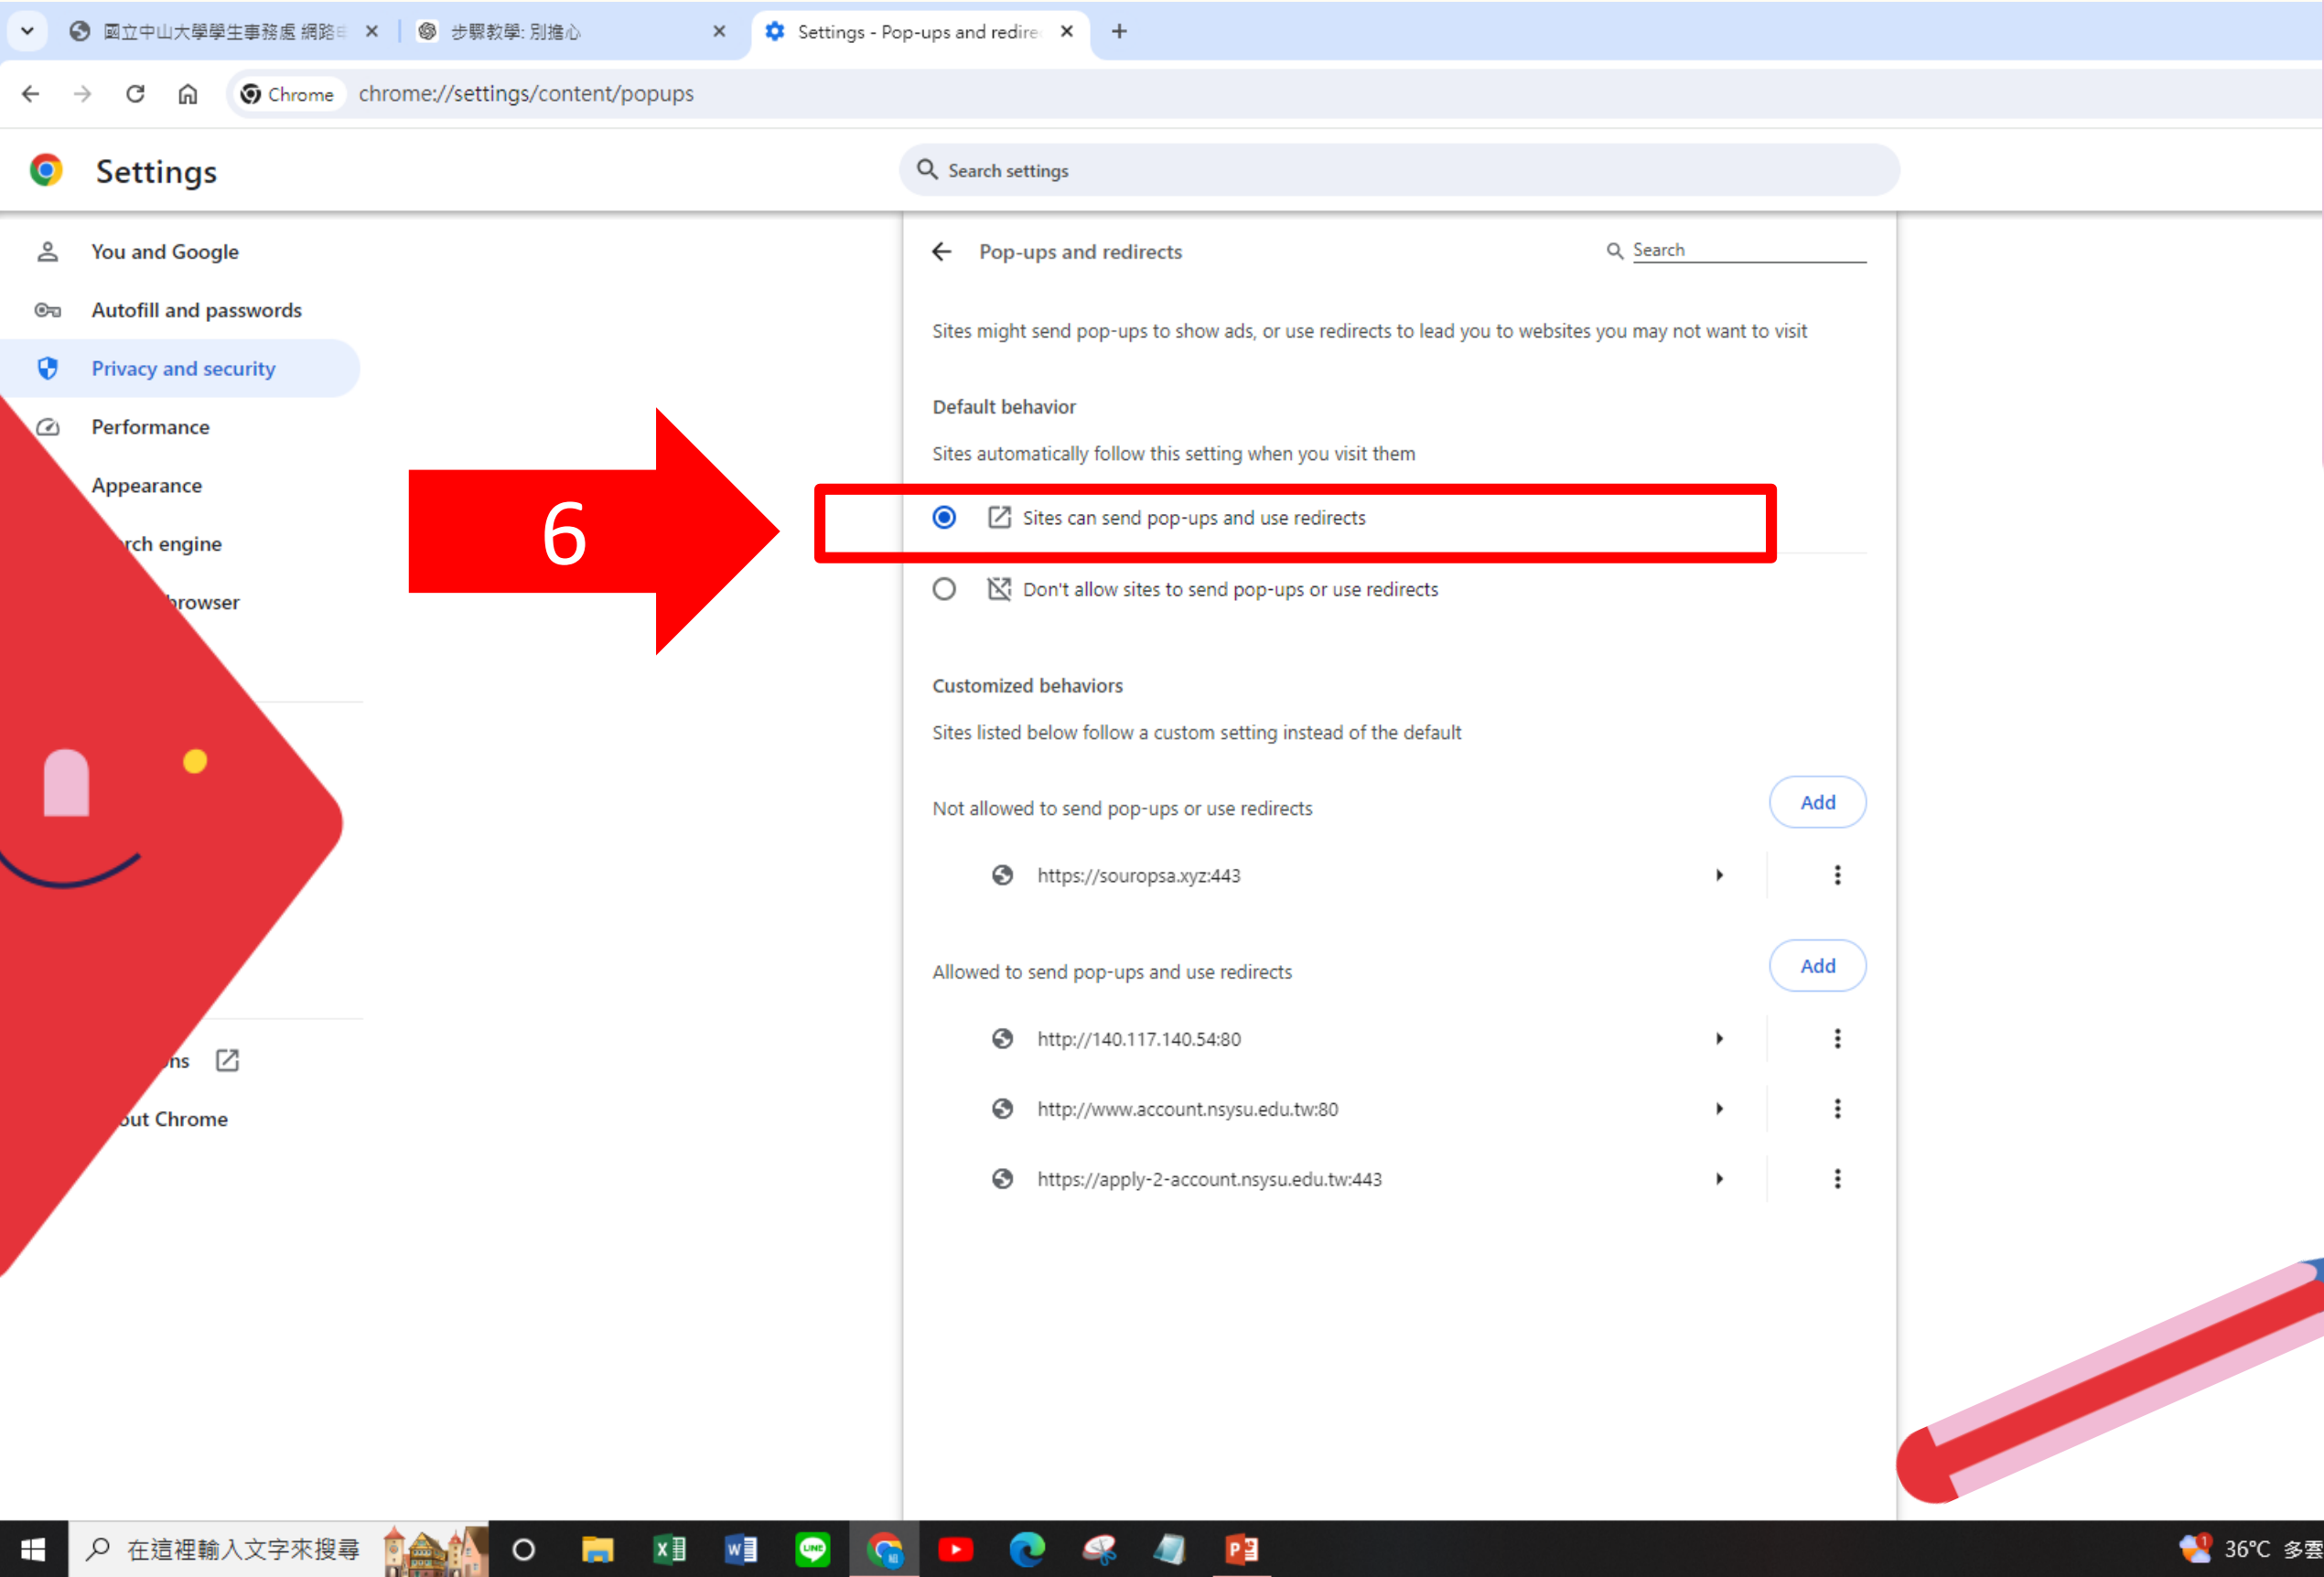 國立中山大學學生事務處 網路
步驟教學: 別擔心
Settings - Pop-ups and redire
Chrome
chrome://settings/content/popups
Settings
Search settings
You and Google
Autofill and passwords
Privacy and security
Performance
Appearance
rch engine
browser
ns
out Chrome
6
Pop-ups and redirects
Search
Sites might send pop-ups to show ads, or use redirects to lead you to websites you may not want to visit
Default behavior
Sites automatically follow this setting when you visit them
Sites can send pop-ups and use redirects
Don't allow sites to send pop-ups or use redirects
Customized behaviors
Sites listed below follow a custom setting instead of the default
Not allowed to send pop-ups or use redirects
Add
https://souropsa.xyz:443
Allowed to send pop-ups and use redirects
Add
http://140.117.140.54:80
http://www.account.nsysu.edu.tw:80
https://apply-2-account.nsysu.edu.tw:443
在這裡輸入文字來搜尋
LINE
組
1
36°C 多雲